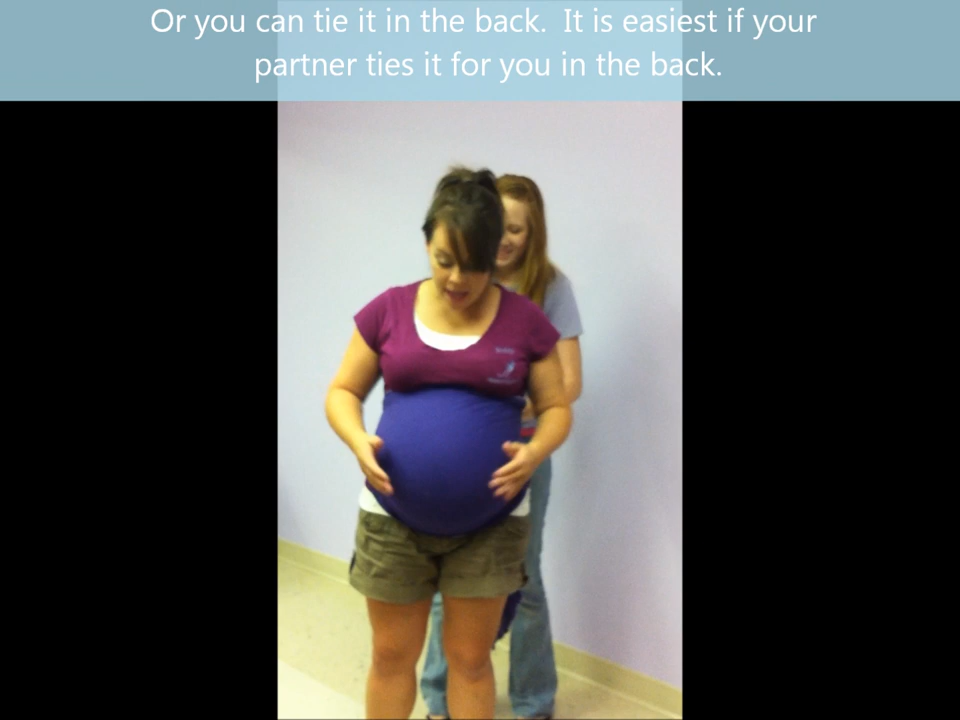 Or you can tie it in the back.  It is easiest if your
partner ties it for you in the back.